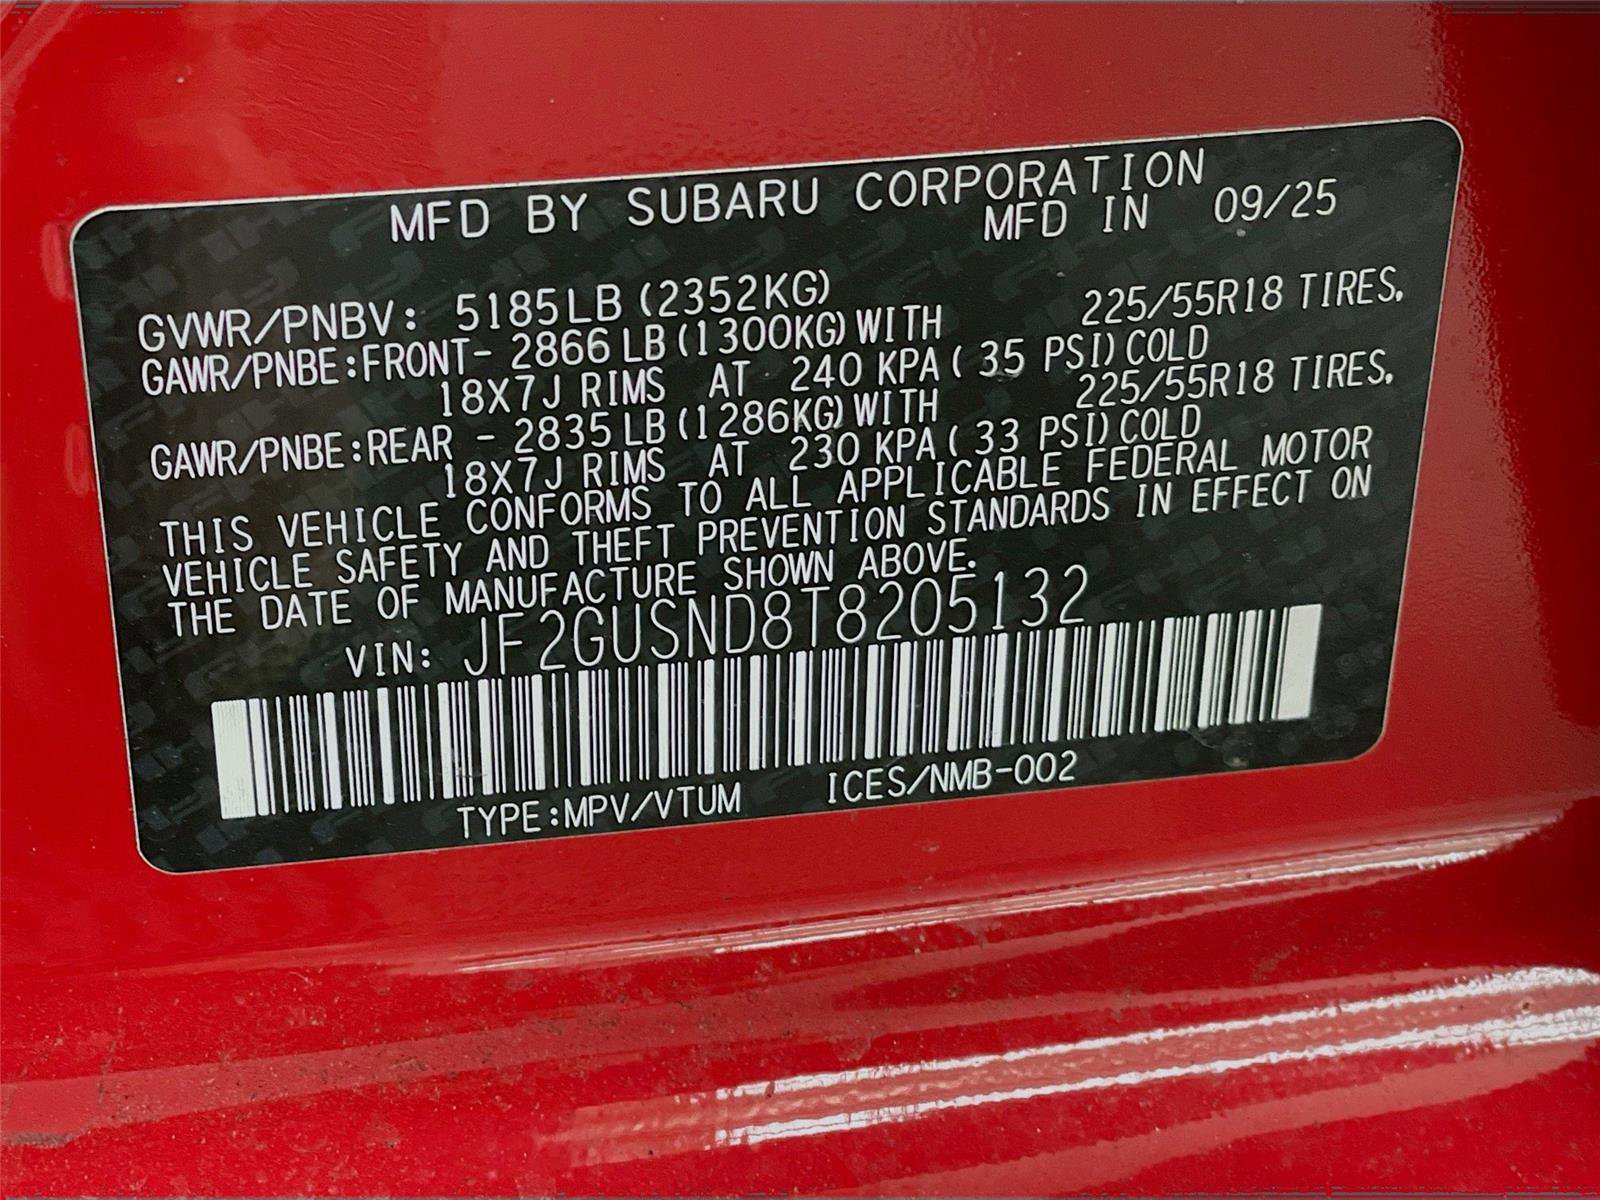 MFD BY SUBARU CORPORATION
MFD IN 09/25
GVWR/PNBV: 5185LB (2352KG)
GAWR/PNBE:FRONT- 2866 LB (1300KG) WITH 225/55R18 TIRES,
18X7J RIMS AT 240 KPA ( 35 PSI) COLD
GAWR/PNBE:REAR - 2835 LB (1286KG) WITH 225/55R18 TIRES,
18X7J RIMS AT 230 KPA ( 33 PSI) COLD
THIS VEHICLE CONFORMS TO ALL APPLICABLE FEDERAL MOTOR
VEHICLE SAFETY AND THEFT PREVENTION STANDARDS IN EFFECT ON
THE DATE OF MANUFACTURE SHOWN ABOVE.
VIN: JF2GUSND8T8205132
TYPE:MPV/VTUM ICES/NMB-002